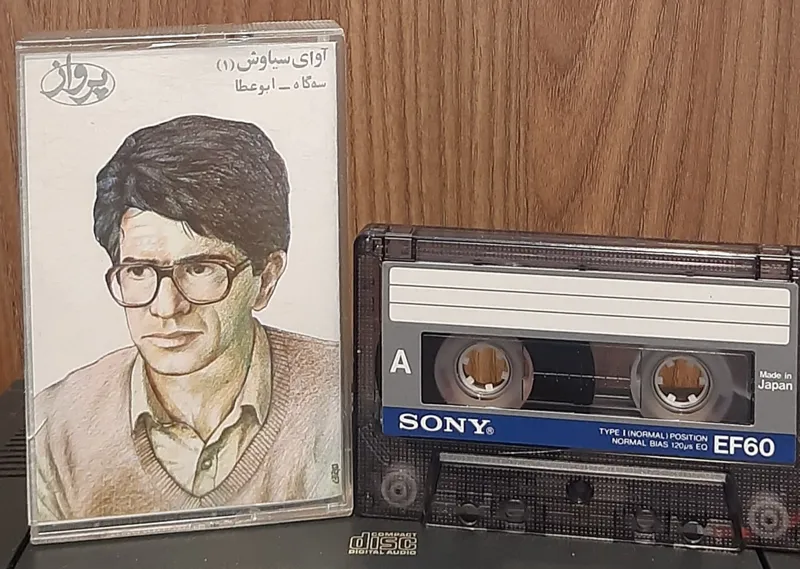 آوای سیاوش (۱)
سه‌گاه - ابوعطا
پرواز
A
Made in
Japan
SONY®
TYPE I (NORMAL) POSITION
NORMAL BIAS 120µs EQ
EF60
COMPACT
disc
DIGITAL AUDIO